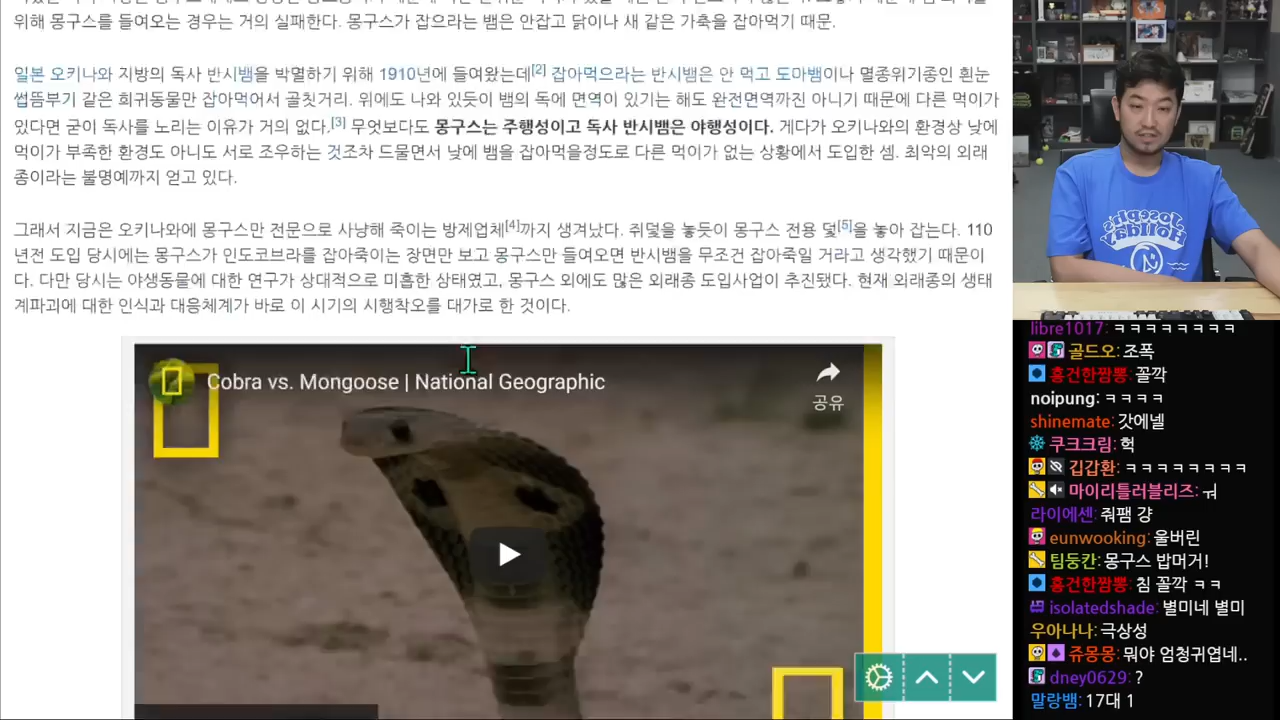 위해 몽구스를 들여오는 경우는 거의 실패한다. 몽구스가 잡으라는 뱀은 안잡고 닭이나 새 같은 가축을 잡아먹기 때문.
일본 오키나와 지방의 독사 반시뱀을 박멸하기 위해 1910년에 들여왔는데[2] 잡아먹으라는 반시뱀은 안 먹고 도마뱀이나 멸종위기종인 흰눈
썹뜸부기 같은 희귀동물만 잡아먹어서 골칫거리. 위에도 나와 있듯이 뱀의 독에 면역이 있기는 해도 완전면역까진 아니기 때문에 다른 먹이가
있다면 굳이 독사를 노리는 이유가 거의 없다.[3] 무엇보다도 몽구스는 주행성이고 독사 반시뱀은 야행성이다. 게다가 오키나와의 환경상 낮에
먹이가 부족한 환경도 아니도 서로 조우하는 것조차 드물면서 낮에 뱀을 잡아먹을정도로 다른 먹이가 없는 상황에서 도입한 셈. 최악의 외래
종이라는 불명예까지 얻고 있다.
그래서 지금은 오키나와에 몽구스만 전문으로 사냥해 죽이는 방제업체[4]까지 생겨났다. 쥐덫을 놓듯이 몽구스 전용 덫[5]을 놓아 잡는다. 110
년전 도입 당시에는 몽구스가 인도코브라를 잡아죽이는 장면만 보고 몽구스만 들여오면 반시뱀을 무조건 잡아죽일 거라고 생각했기 때문이
다. 다만 당시는 야생동물에 대한 연구가 상대적으로 미흡한 상태였고, 몽구스 외에도 많은 외래종 도입사업이 추진됐다. 현재 외래종의 생태
계파괴에 대한 인식과 대응체계가 바로 이 시기의 시행착오를 대가로 한 것이다.
Cobra vs. Mongoose | National Geographic
공유
Joseph's
Holiday
libre1017: ㅋㅋㅋㅋㅋㅋㅋㅋ
골드오: 조폭
홍건한짬뽕: 꼴깍
noipung: ㅋㅋㅋㅋ
shinemate: 갓에넬
쿠크크림: 헉
김갑환: ㅋㅋㅋㅋㅋㅋㅋㅋ
마이리틀러블리즈: ㅝ
라이에센: 줘팸 걍
eunwooking: 울버린
팀둥칸: 몽구스 밥머거!
홍건한짬뽕: 침 꼴깍 ㅋㅋ
isolatedshade: 별미네 별미
우아나나: 극상성
쥬몽몽: 뭐야 엄청귀엽네..
dney0629: ?
말랑뱀: 17대 1